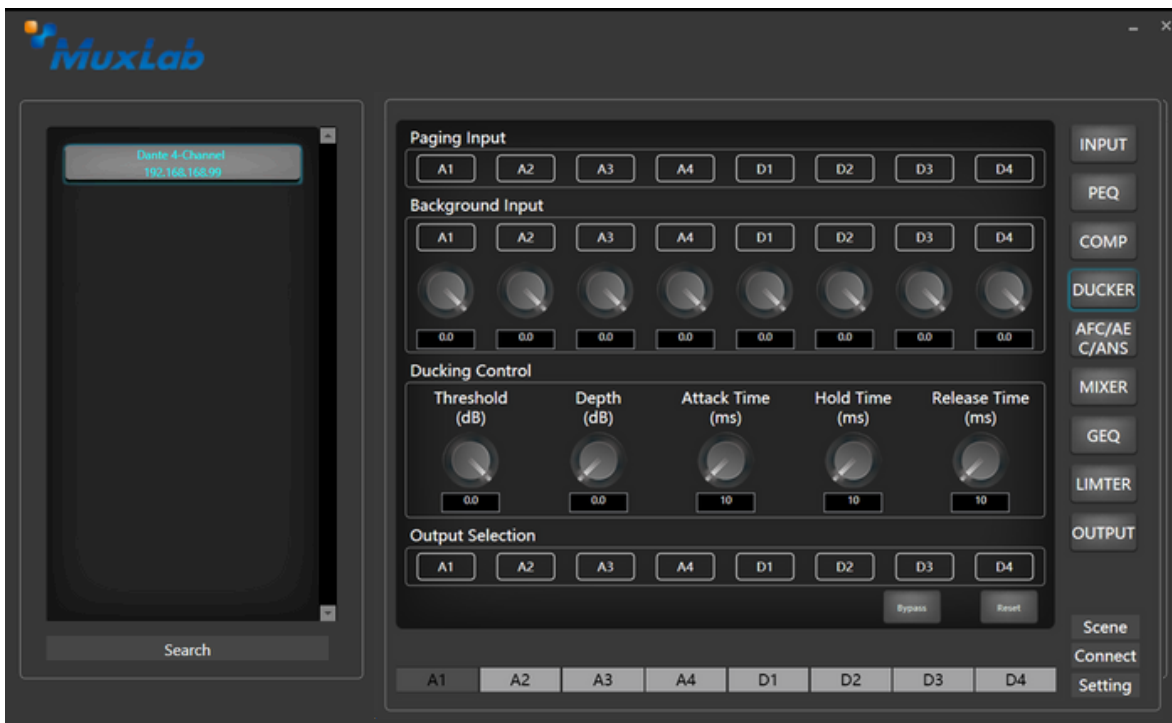 MuxLab
Dante 4-Channel
192.168.168.99
Search
Paging Input
A1 A2 A3 A4 D1 D2 D3 D4
Background Input
A1 A2 A3 A4 D1 D2 D3 D4
0.0 0.0 0.0 0.0 0.0 0.0 0.0 0.0
Ducking Control
Threshold Depth Attack Time Hold Time Release Time
(dB) (dB) (ms) (ms) (ms)
0.0 0.0 10 10 10
Output Selection
A1 A2 A3 A4 D1 D2 D3 D4
Bypass Reset
A1 A2 A3 A4 D1 D2 D3 D4
INPUT
PEQ
COMP
DUCKER
AFC/AE
C/ANS
MIXER
GEQ
LIMTER
OUTPUT
Scene
Connect
Setting